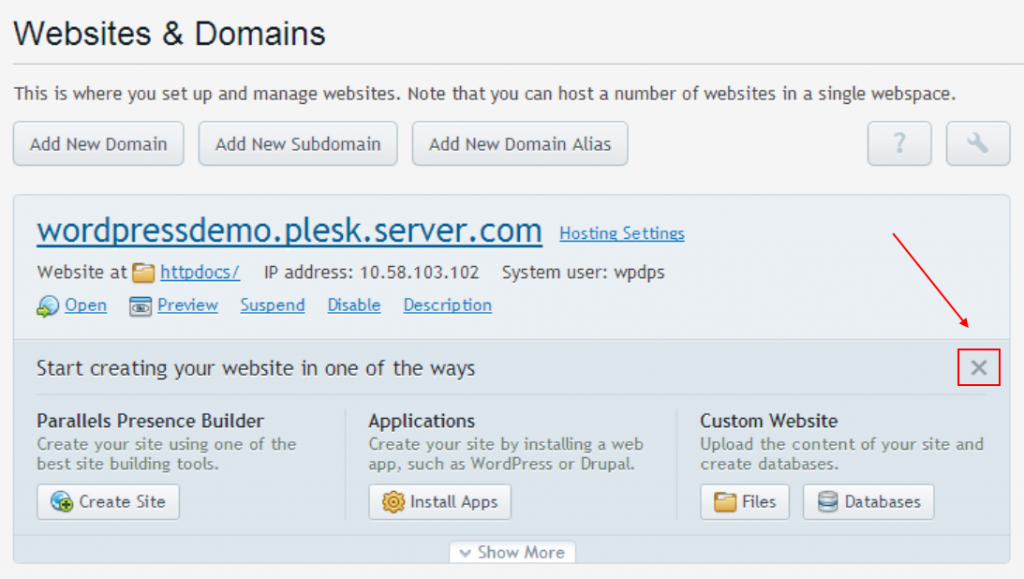 Websites & Domains
This is where you set up and manage websites. Note that you can host a number of websites in a single webspace.
Add New Domain Add New Subdomain Add New Domain Alias ?
wordpressdemo.plesk.server.com Hosting Settings
Website at httpdocs/ IP address: 10.58.103.102 System user: wpdps
Open Preview Suspend Disable Description
Start creating your website in one of the ways
Parallels Presence Builder
Create your site using one of the
best site building tools.
Create Site
Applications
Create your site by installing a web
app, such as WordPress or Drupal.
Install Apps
Custom Website
Upload the content of your site and
create databases.
Files Databases
Show More